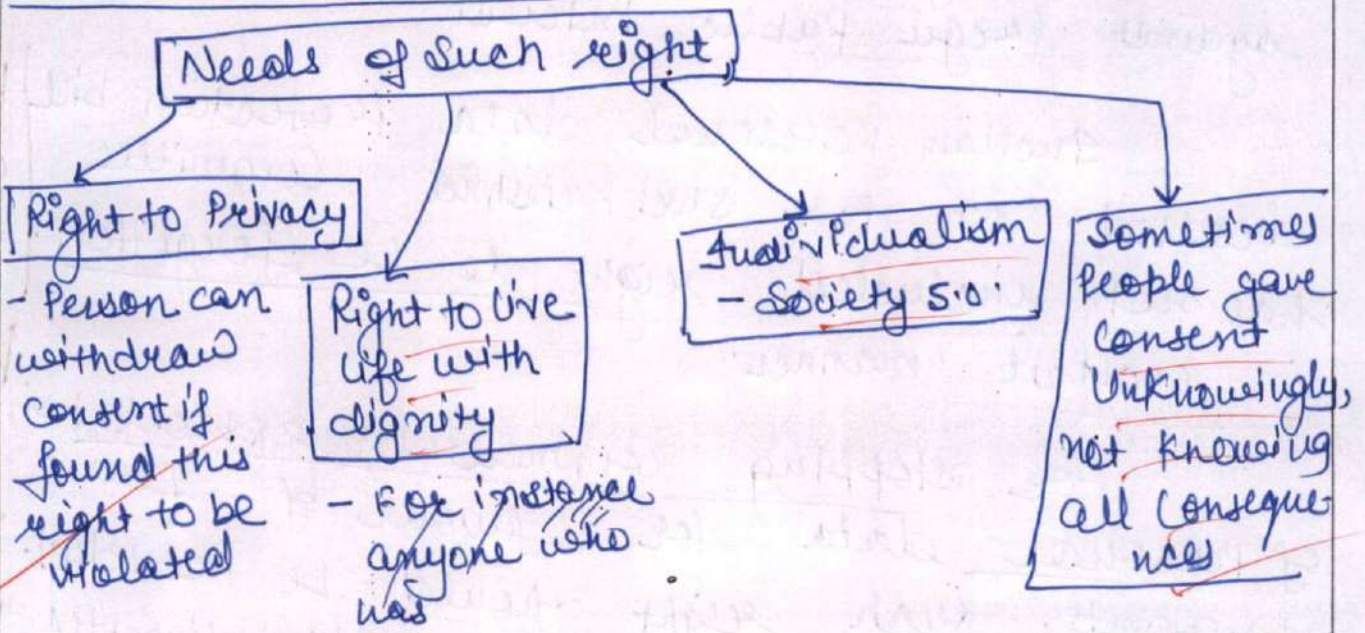 Needs of Such right
Right to Privacy
- Person can
withdraw
consent if
found this
right to be
violated
Right to live
life with
dignity
- For instance
anyone who
has
Individualism
- Society 5.0
Sometimes
People gave
consent
Unknowingly,
not knowing
all Conseque-
nces